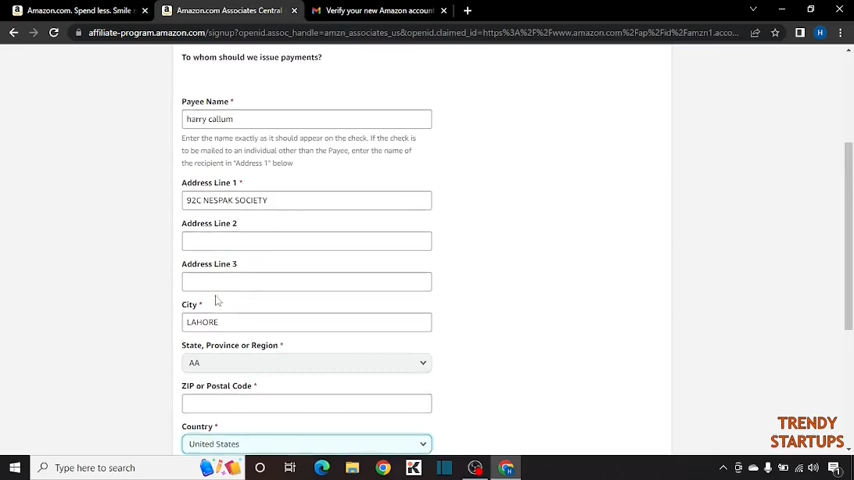 Amazon.com. Spend less. Smile
Amazon.com Associates Central
Verify your new Amazon account
affiliate-program.amazon.com/signup?openid.assoc_handle=amzn_associates_us&openid.claimed_id=https%3A%2F%2Fwww.amazon.com%2Fap%2Fid%2Famzn1.acco...
H
To whom should we issue payments?
Payee Name *
harry callum
Enter the name exactly as it should appear on the check. If the check is
to be mailed to an individual other than the Payee, enter the name of
the recipient in "Address 1" below
Address Line 1 *
92C NESPAK SOCIETY
Address Line 2
Address Line 3
City *
LAHORE
State, Province or Region *
AA
ZIP or Postal Code *
Country *
United States
TRENDY
STARTUPS
Type here to search